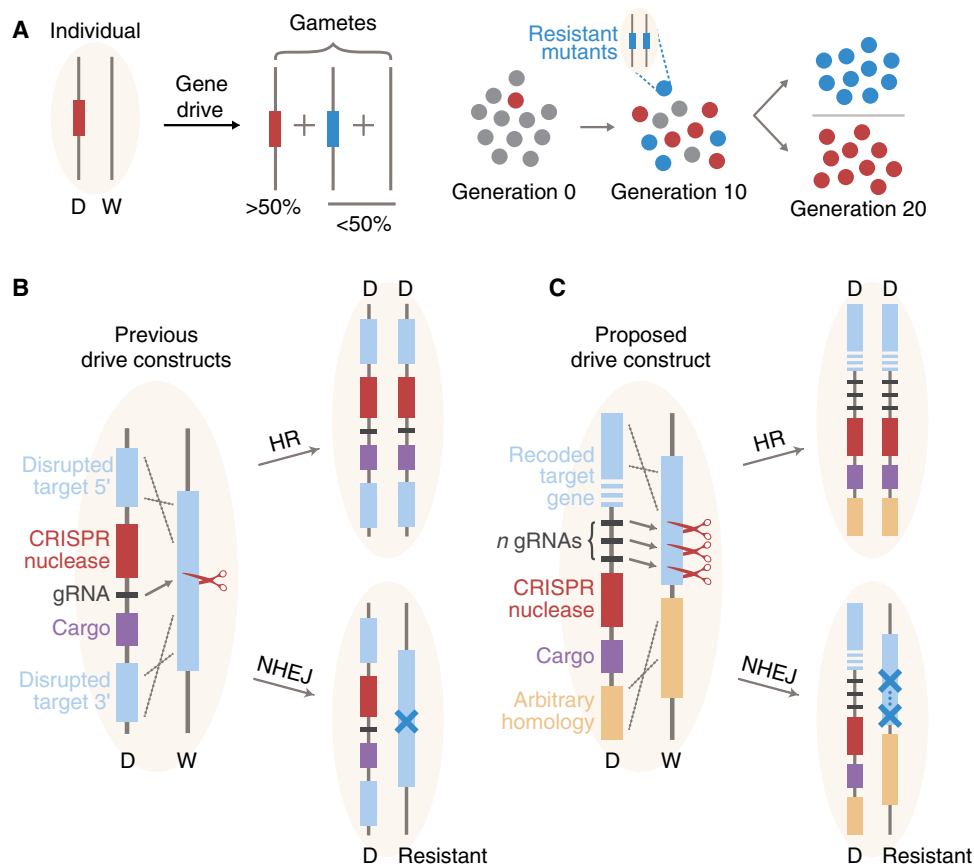 A
Individual
D W
Gene
drive
Gametes
>50%
<50%
Resistant
mutants
Generation 0
Generation 10
Generation 20
B
Previous
drive constructs
Disrupted
target 5'
CRISPR
nuclease
gRNA
Cargo
Disrupted
target 3'
D W
HR
D D
NHEJ
D Resistant
C
Proposed
drive construct
Recoded
target
gene
n gRNAs
CRISPR
nuclease
Cargo
Arbitrary
homology
D W
HR
D D
NHEJ
D Resistant